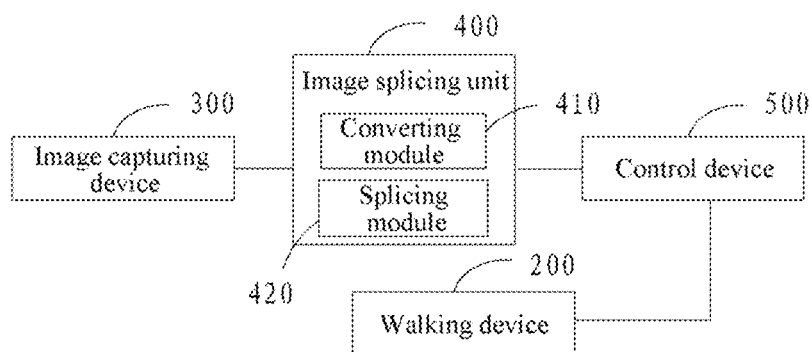 400
Image splicing unit
300
410
500
Image capturing
device
Converting
module
Control device
Splicing
module
420
200
Walking device